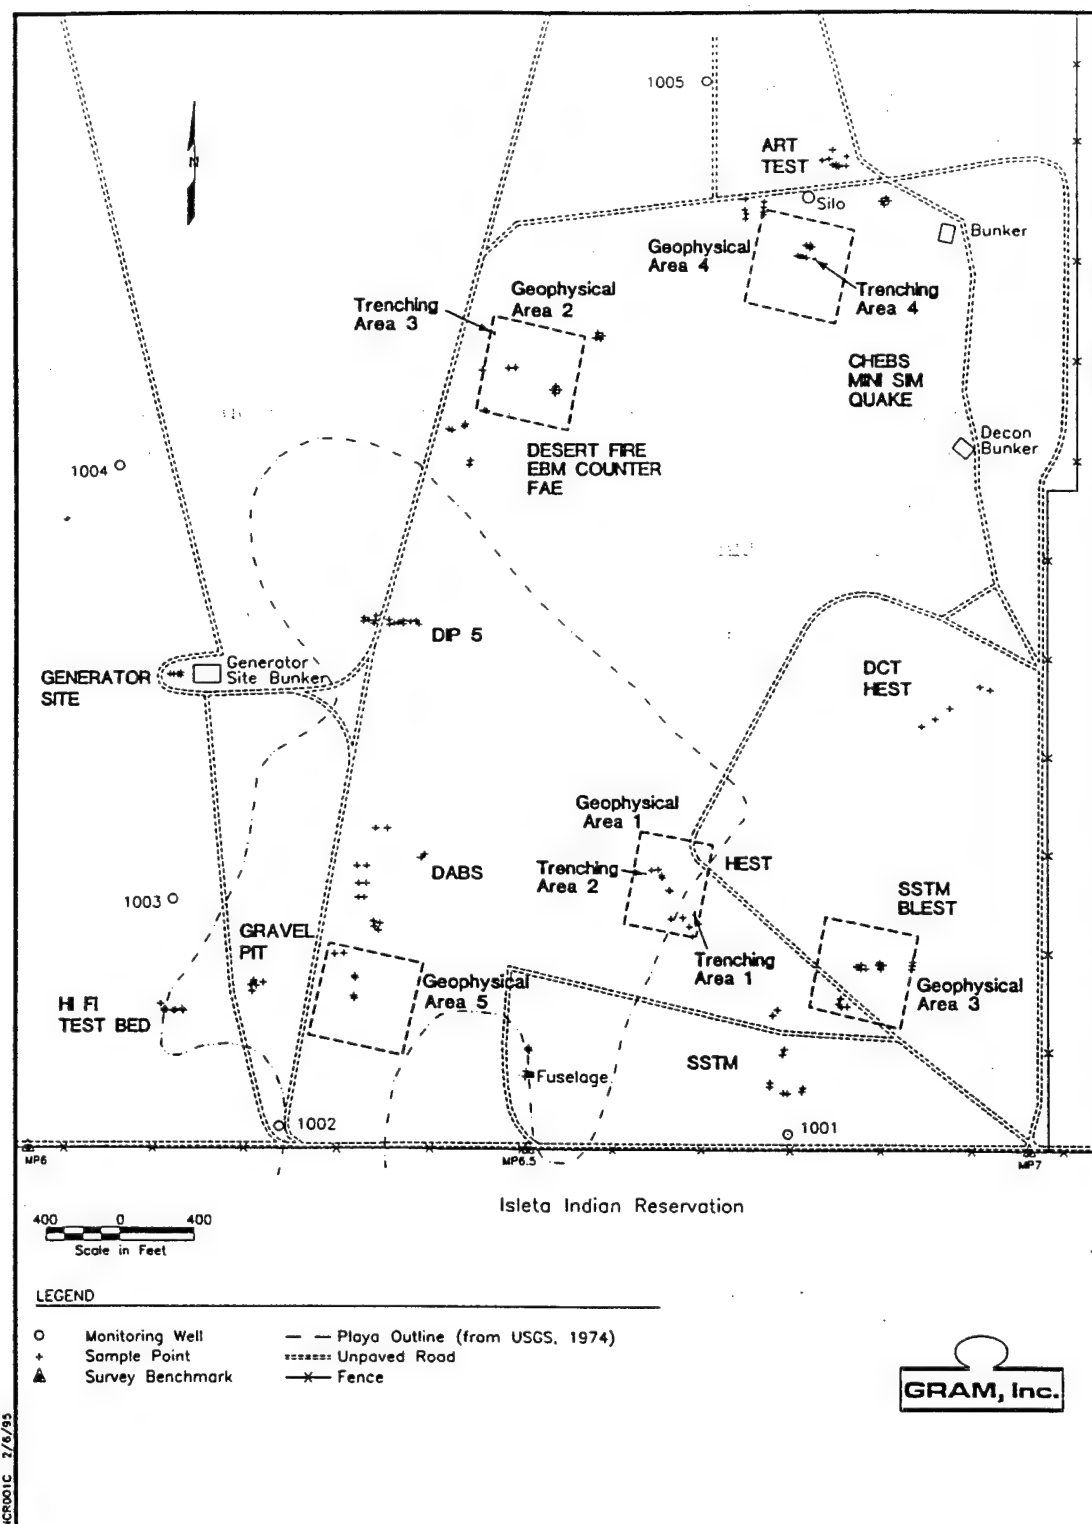 1005
ART
TEST
N
Silo
Bunker
Geophysical
Area 4
Trenching
Area 4
Geophysical
Area 2
Trenching
Area 3
CHEBS
MINI SIM
QUAKE
Decon
Bunker
DESERT FIRE
EBM COUNTER
FAE
1004
DIP 5
GENERATOR
SITE
Generator
Site Bunker
DCT
HEST
Geophysical
Area 1
Trenching
Area 2
HEST
DABS
SSTM
BLEST
1003
GRAVEL
PIT
Trenching
Area 1
Geophysical
Area 5
Geophysical
Area 3
HI FI
TEST BED
SSTM
Fuselage
1002
1001
MP6
MP6.5
MP7
Isleta Indian Reservation
400 0 400
Scale in Feet
LEGEND
Monitoring Well
Sample Point
Survey Benchmark
Playa Outline (from USGS, 1974)
Unpaved Road
Fence
GRAM, Inc.
NCR001C 2/6/95